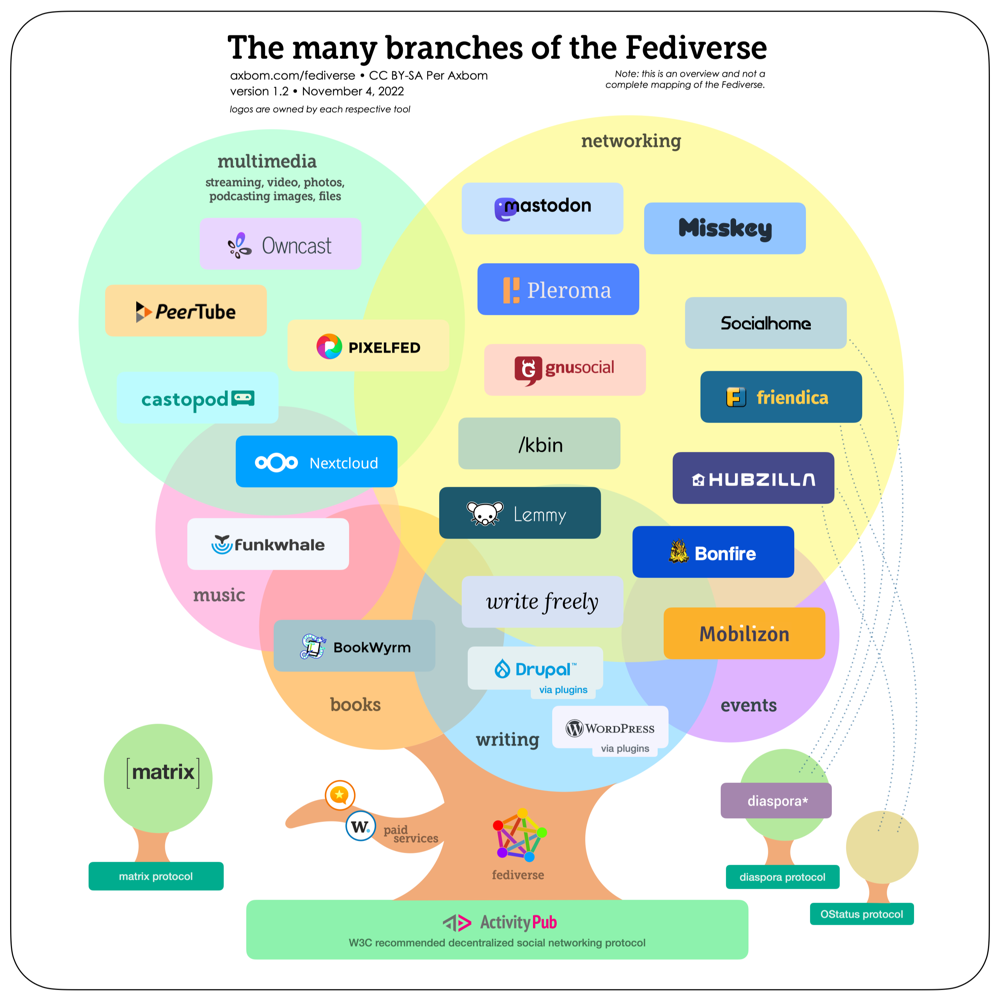 The many branches of the Fediverse
axbom.com/fediverse • CC BY-SA Per Axbom
version 1.2 • November 4, 2022
logos are owned by each respective tool
Note: this is an overview and not a
complete mapping of the Fediverse.
multimedia
streaming, video, photos,
podcasting images, files
networking
mastodon
Misskey
Owncast
Pleroma
PeerTube
Socialhome
PIXELFED
gnusocial
castopod
friendica
/kbin
Nextcloud
HUBZILLA
Lemmy
funkwhale
Bonfire
music
write freely
Mobilizon
BookWyrm
Drupal™
via plugins
books
events
WORDPRESS
via plugins
writing
[matrix]
diaspora*
W.
paid
services
fediverse
matrix protocol
diaspora protocol
OStatus protocol
ActivityPub
W3C recommended decentralized social networking protocol